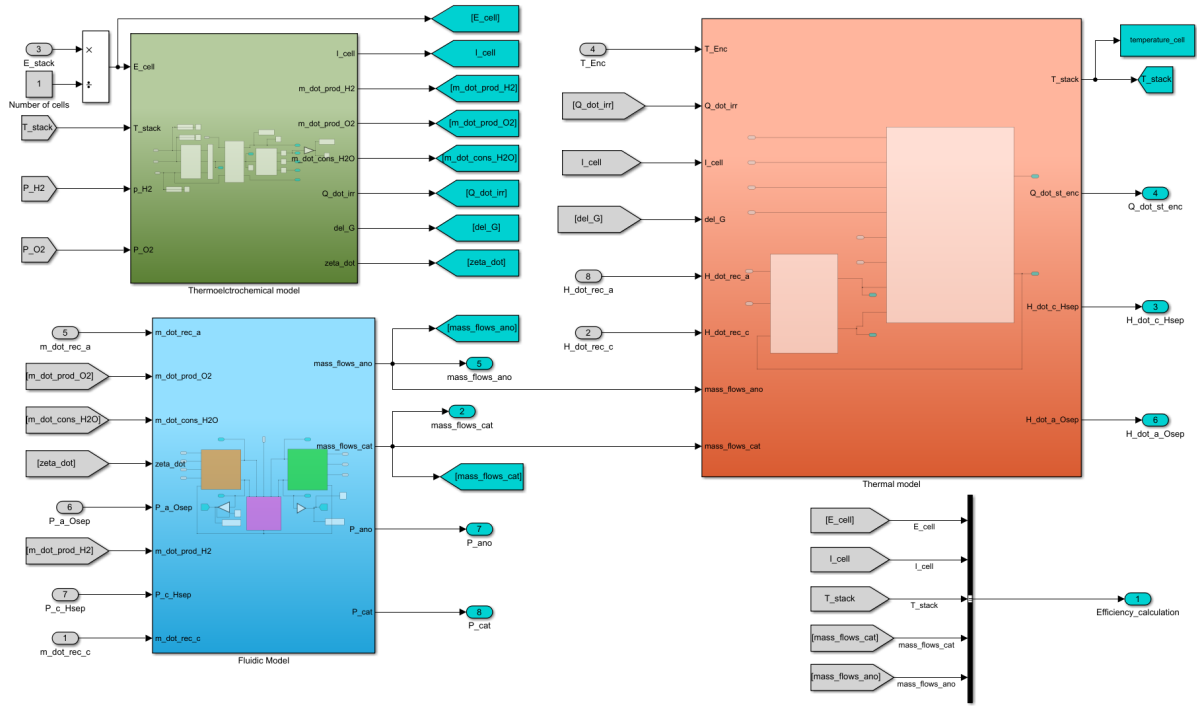 3
E_stack
1
Number of cells
×
÷
T_stack
P_H2
P_O2
E_cell
T_stack
p_H2
P_O2
I_cell
m_dot_prod_H2
m_dot_prod_O2
m_dot_cons_H2O
Q_dot_irr
del_G
zeta_dot
Thermoelctrochemical model
[E_cell]
I_cell
[m_dot_prod_H2]
[m_dot_prod_O2]
[m_dot_cons_H2O]
[Q_dot_irr]
[del_G]
[zeta_dot]
5
m_dot_rec_a
[m_dot_prod_O2]
[m_dot_cons_H2O]
[zeta_dot]
6
P_a_Osep
[m_dot_prod_H2]
7
P_c_Hsep
1
m_dot_rec_c
m_dot_rec_a
m_dot_prod_O2
m_dot_cons_H2O
zeta_dot
P_a_Osep
m_dot_prod_H2
P_c_Hsep
m_dot_rec_c
mass_flows_ano
mass_flows_cat
P_ano
P_cat
Fluidic Model
[mass_flows_ano]
5
mass_flows_ano
2
mass_flows_cat
[mass_flows_cat]
7
P_ano
8
P_cat
4
T_Enc
[Q_dot_irr]
I_cell
[del_G]
8
H_dot_rec_a
2
H_dot_rec_c
T_Enc
Q_dot_irr
I_cell
del_G
H_dot_rec_a
H_dot_rec_c
mass_flows_ano
mass_flows_cat
T_stack
Q_dot_st_enc
H_dot_c_Hsep
H_dot_a_Osep
Thermal model
temperature_cell
T_stack
4
Q_dot_st_enc
3
H_dot_c_Hsep
6
H_dot_a_Osep
[E_cell]
E_cell
I_cell
I_cell
T_stack
T_stack
[mass_flows_cat]
mass_flows_cat
[mass_flows_ano]
mass_flows_ano
1
Efficiency_calculation